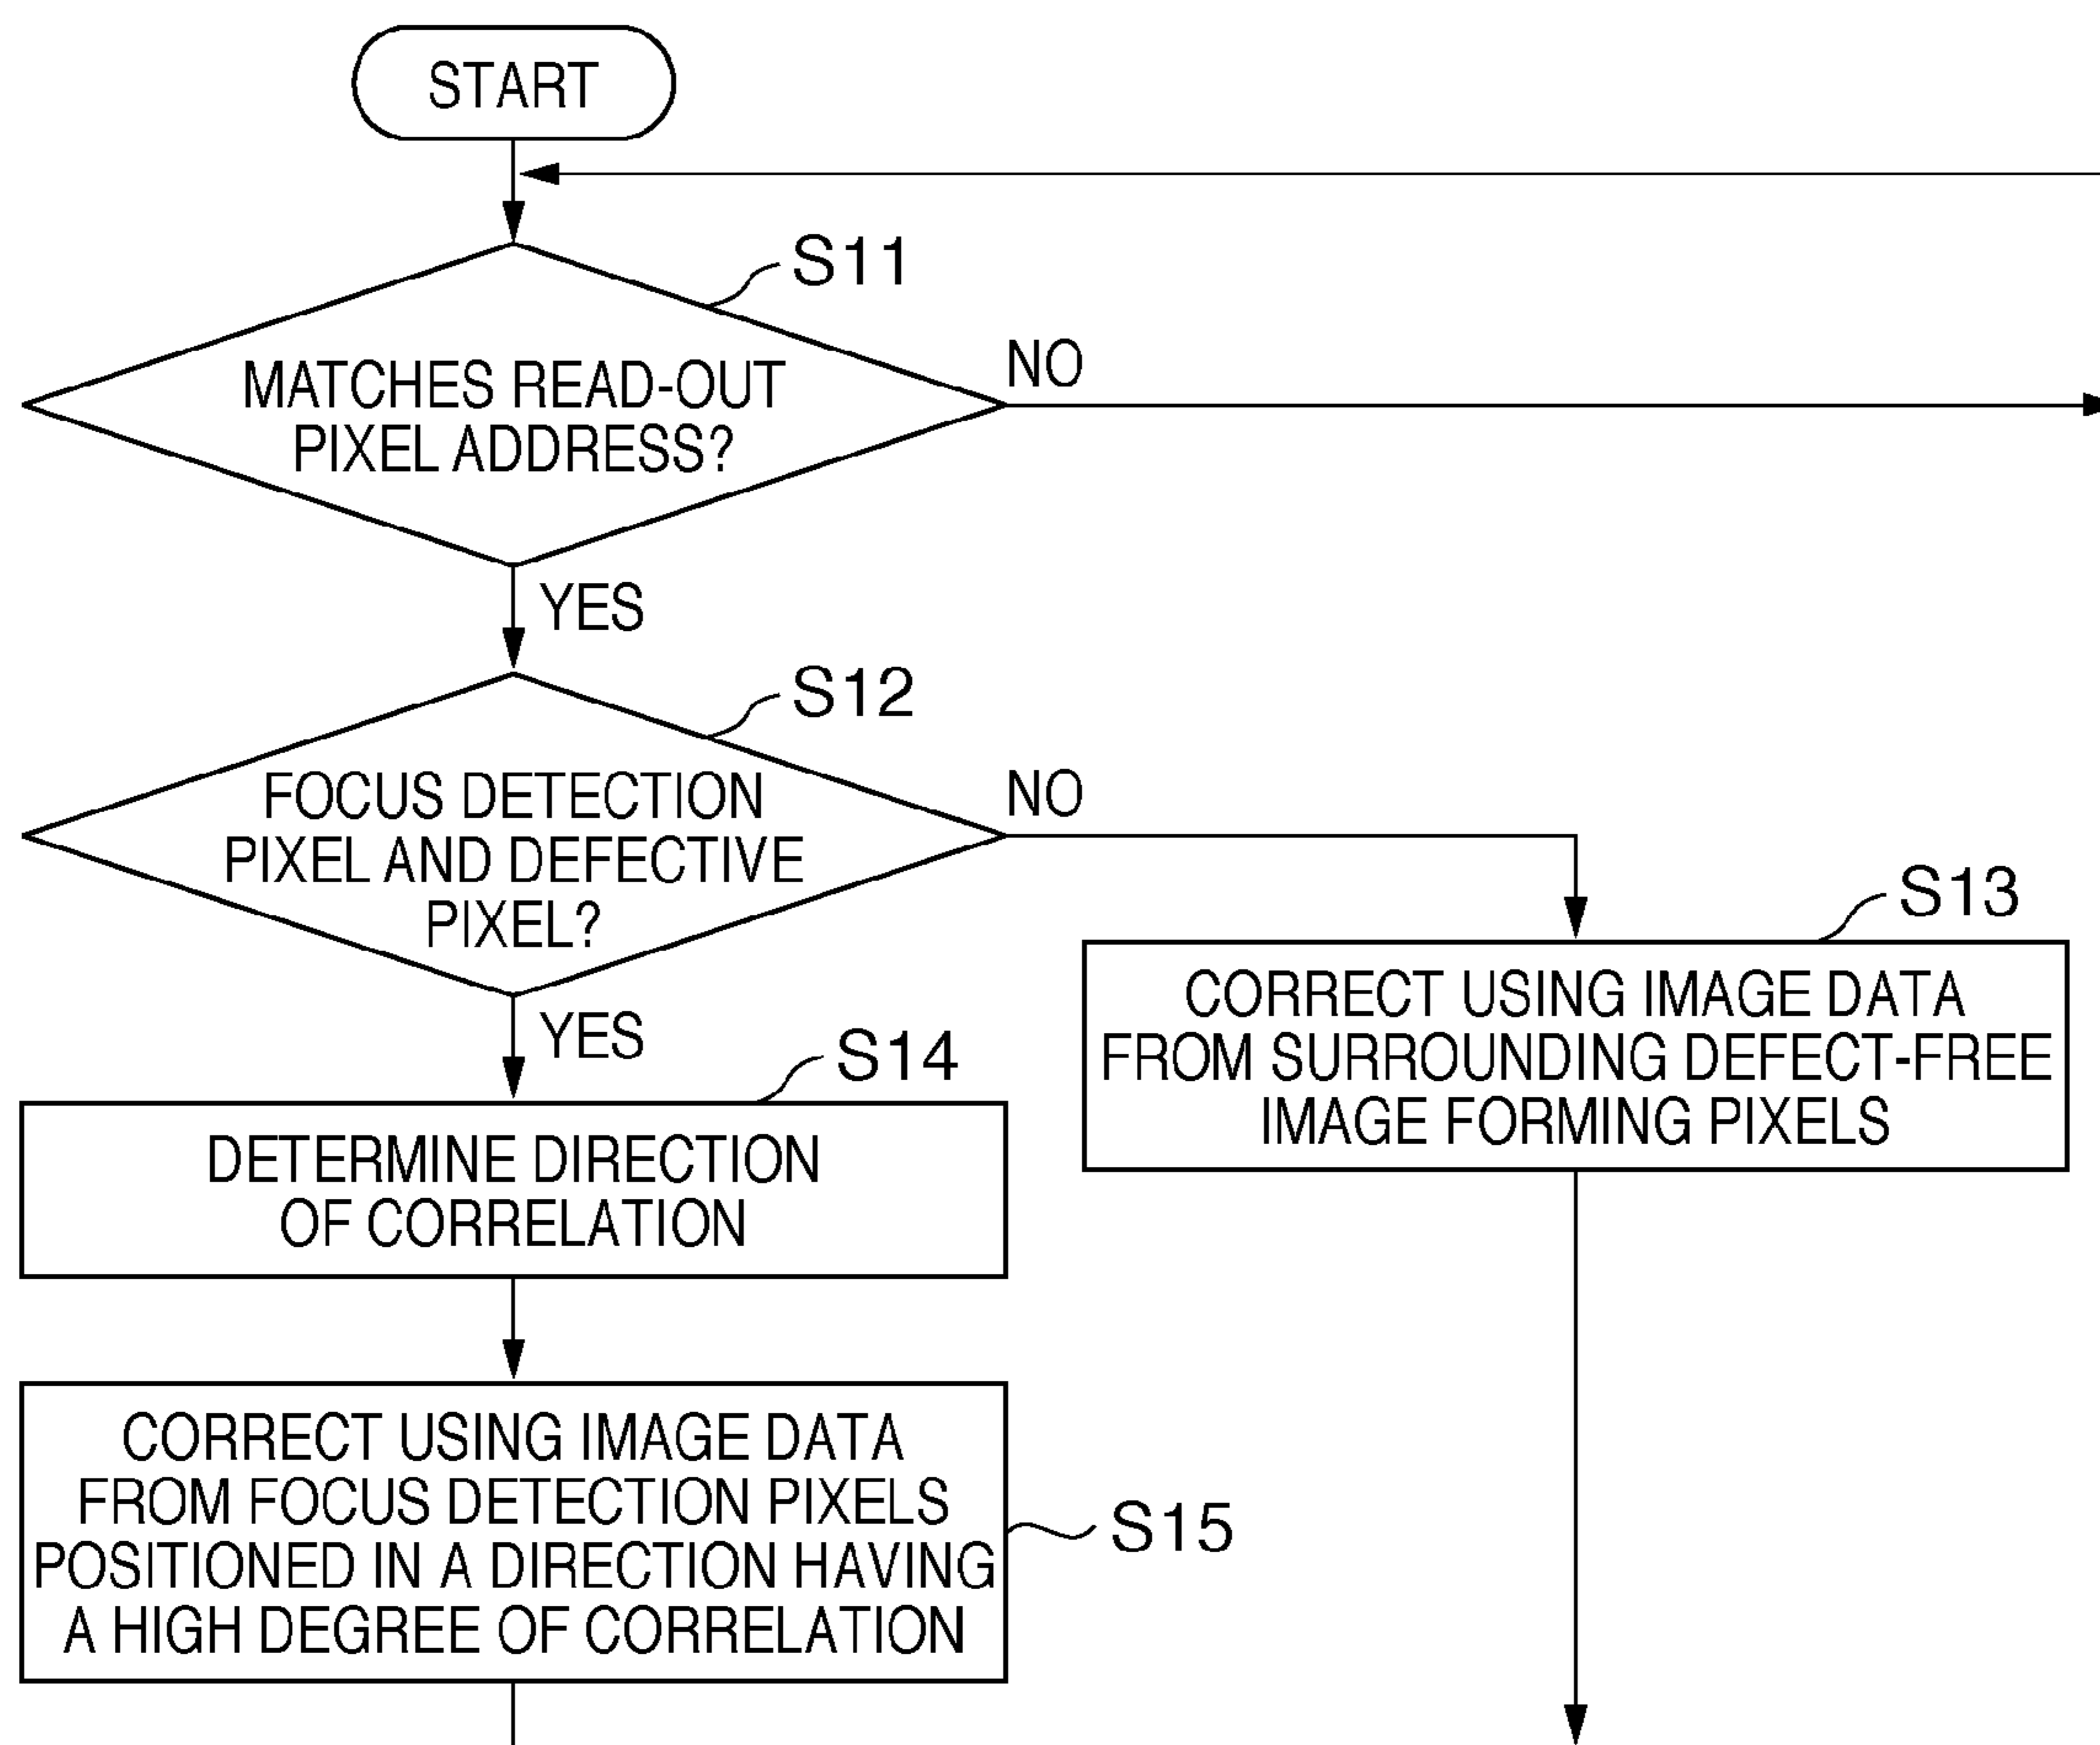 START
S11
MATCHES READ-OUT
PIXEL ADDRESS?
NO
YES
S12
FOCUS DETECTION
PIXEL AND DEFECTIVE
PIXEL?
NO
YES
S13
CORRECT USING IMAGE DATA
FROM SURROUNDING DEFECT-FREE
IMAGE FORMING PIXELS
S14
DETERMINE DIRECTION
OF CORRELATION
CORRECT USING IMAGE DATA
FROM FOCUS DETECTION PIXELS
POSITIONED IN A DIRECTION HAVING
A HIGH DEGREE OF CORRELATION
S15